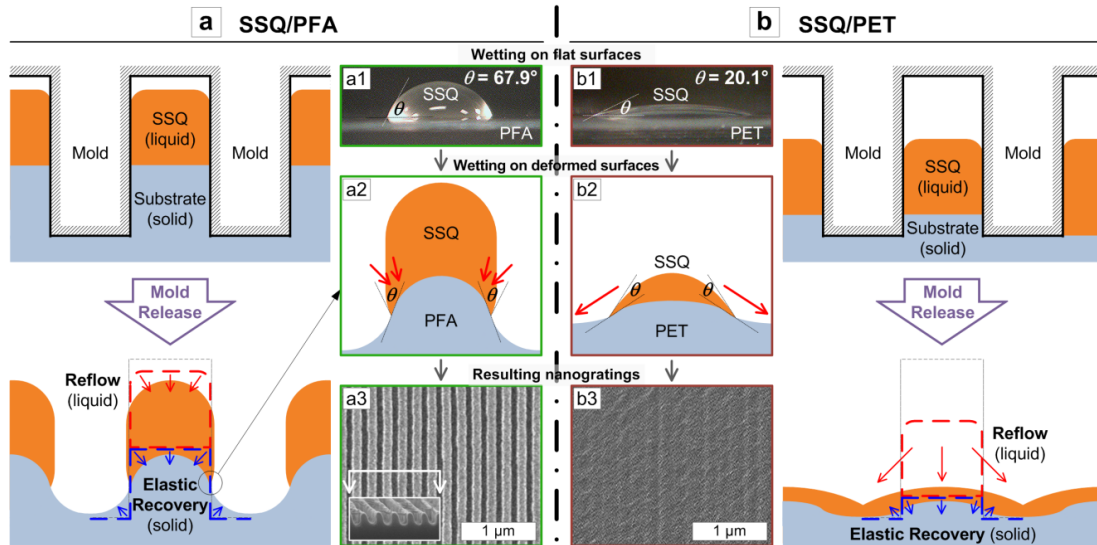 a SSQ/PFA
b SSQ/PET
Wetting on flat surfaces
SSQ
(liquid)
Mold
Mold
Substrate
(solid)
Mold
Release
Reflow
(liquid)
Elastic
Recovery
(solid)
a1
θ = 67.9°
SSQ
θ
PFA
b1
θ = 20.1°
SSQ
θ
PET
Wetting on deformed surfaces
a2
SSQ
θ
θ
PFA
b2
SSQ
θ
θ
PET
Resulting nanogratings
a3
1 µm
b3
1 µm
Mold
Mold
SSQ
(liquid)
Substrate
(solid)
Mold
Release
Reflow
(liquid)
Elastic Recovery (solid)